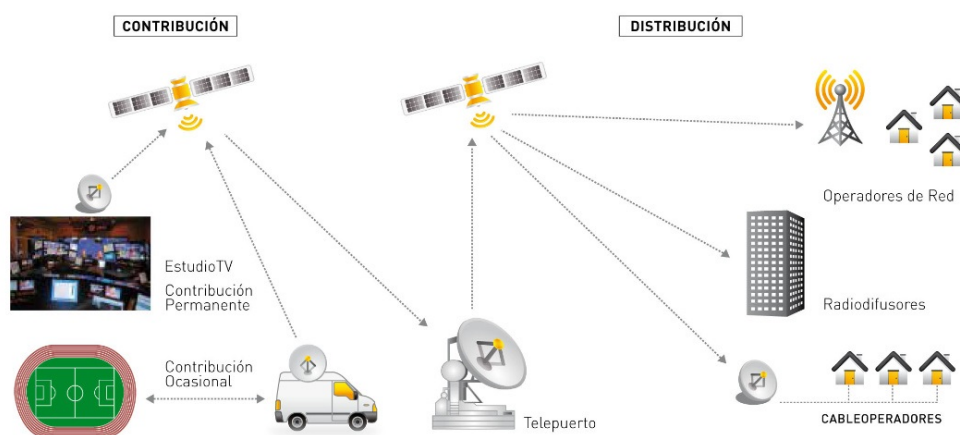 CONTRIBUCIÓN
DISTRIBUCIÓN
Operadores de Red
EstudioTV
Contribución
Permanente
Radiodifusores
Contribución
Ocasional
Telepuerto
CABLEOPERADORES